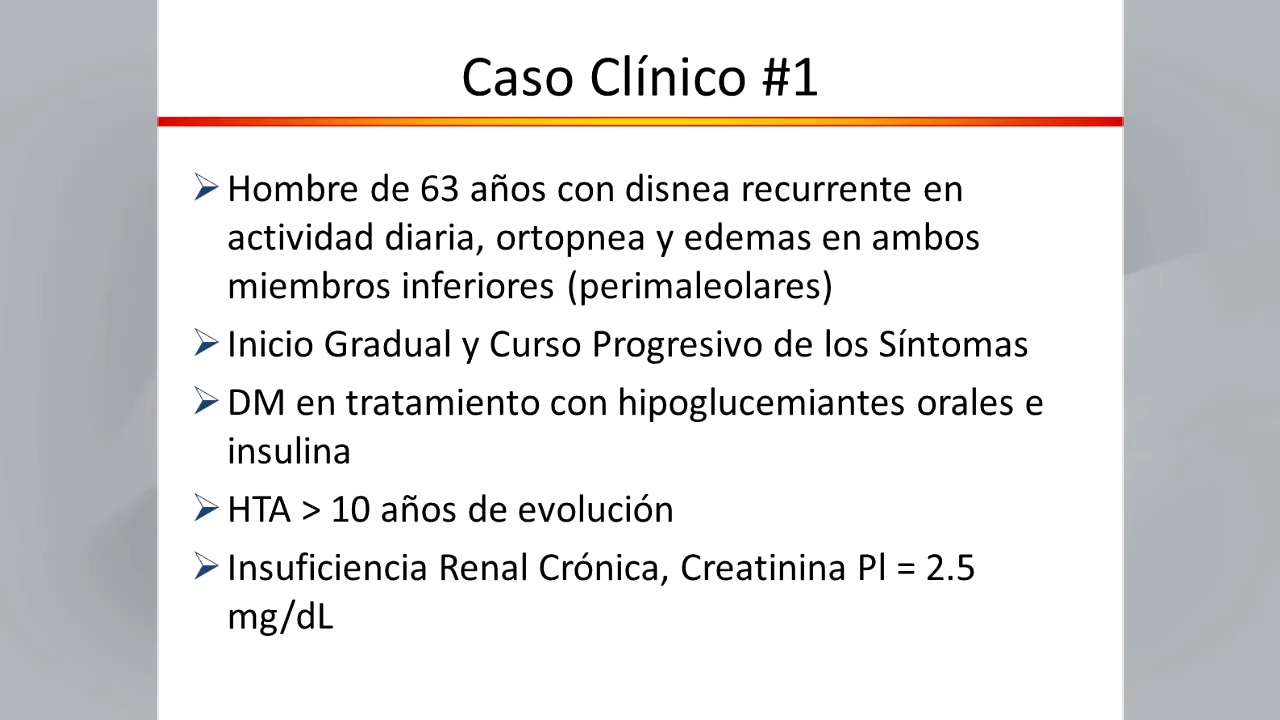 Caso Clínico #1
Hombre de 63 años con disnea recurrente en
actividad diaria, ortopnea y edemas en ambos
miembros inferiores (perimaleolares)
Inicio Gradual y Curso Progresivo de los Síntomas
DM en tratamiento con hipoglucemiantes orales e
insulina
HTA > 10 años de evolución
Insuficiencia Renal Crónica, Creatinina Pl = 2.5
mg/dL